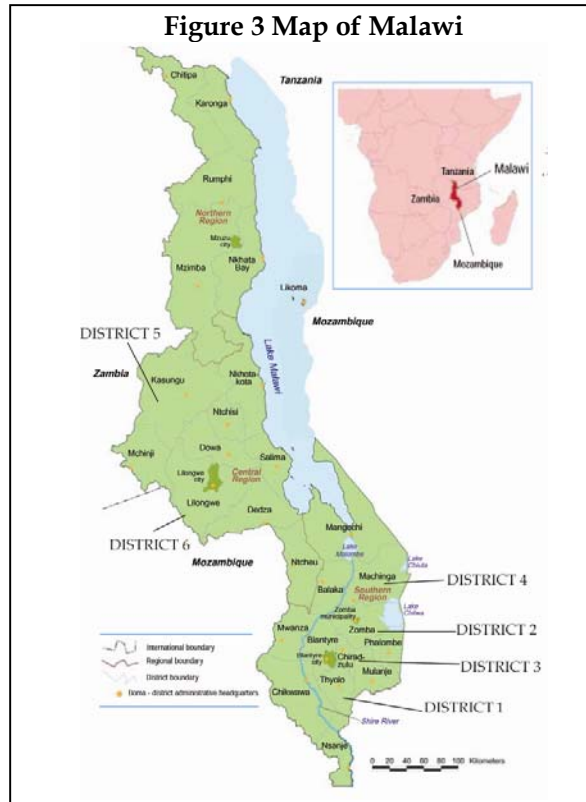 Figure 3 Map of Malawi
Chitipa
Karonga
Tanzania
Rumphi
Northern
Region
Mzuzu
city
Nkhata
Bay
Mzimba
Likoma
Mozambique
Tanzania
Malawi
Zambia
Mozambique
DISTRICT 5
Zambia
Lake Malawi
Kasungu
Nkhota-
kota
Ntchisi
Mchinji
Dowa
Salima
Lilongwe
city
Central
Region
Lilongwe
Dedza
DISTRICT 6
Mozambique
Mangochi
Lake
Malombe
Ntcheu
Lake
Chiuta
Machinga
DISTRICT 4
Balaka
Southern
Region
Lake
Chilwa
Zomba
municipality
Zomba
DISTRICT 2
Mwanza
Blantyre
Phalombe
Blantyre
city
Chirad-
zulu
DISTRICT 3
Mulanje
Thyolo
Chikwawa
DISTRICT 1
Shire River
Nsanje
International boundary
Regional boundary
District boundary
Boma - district administrative headquarters
0 20 40 60 80 100 Kilometers